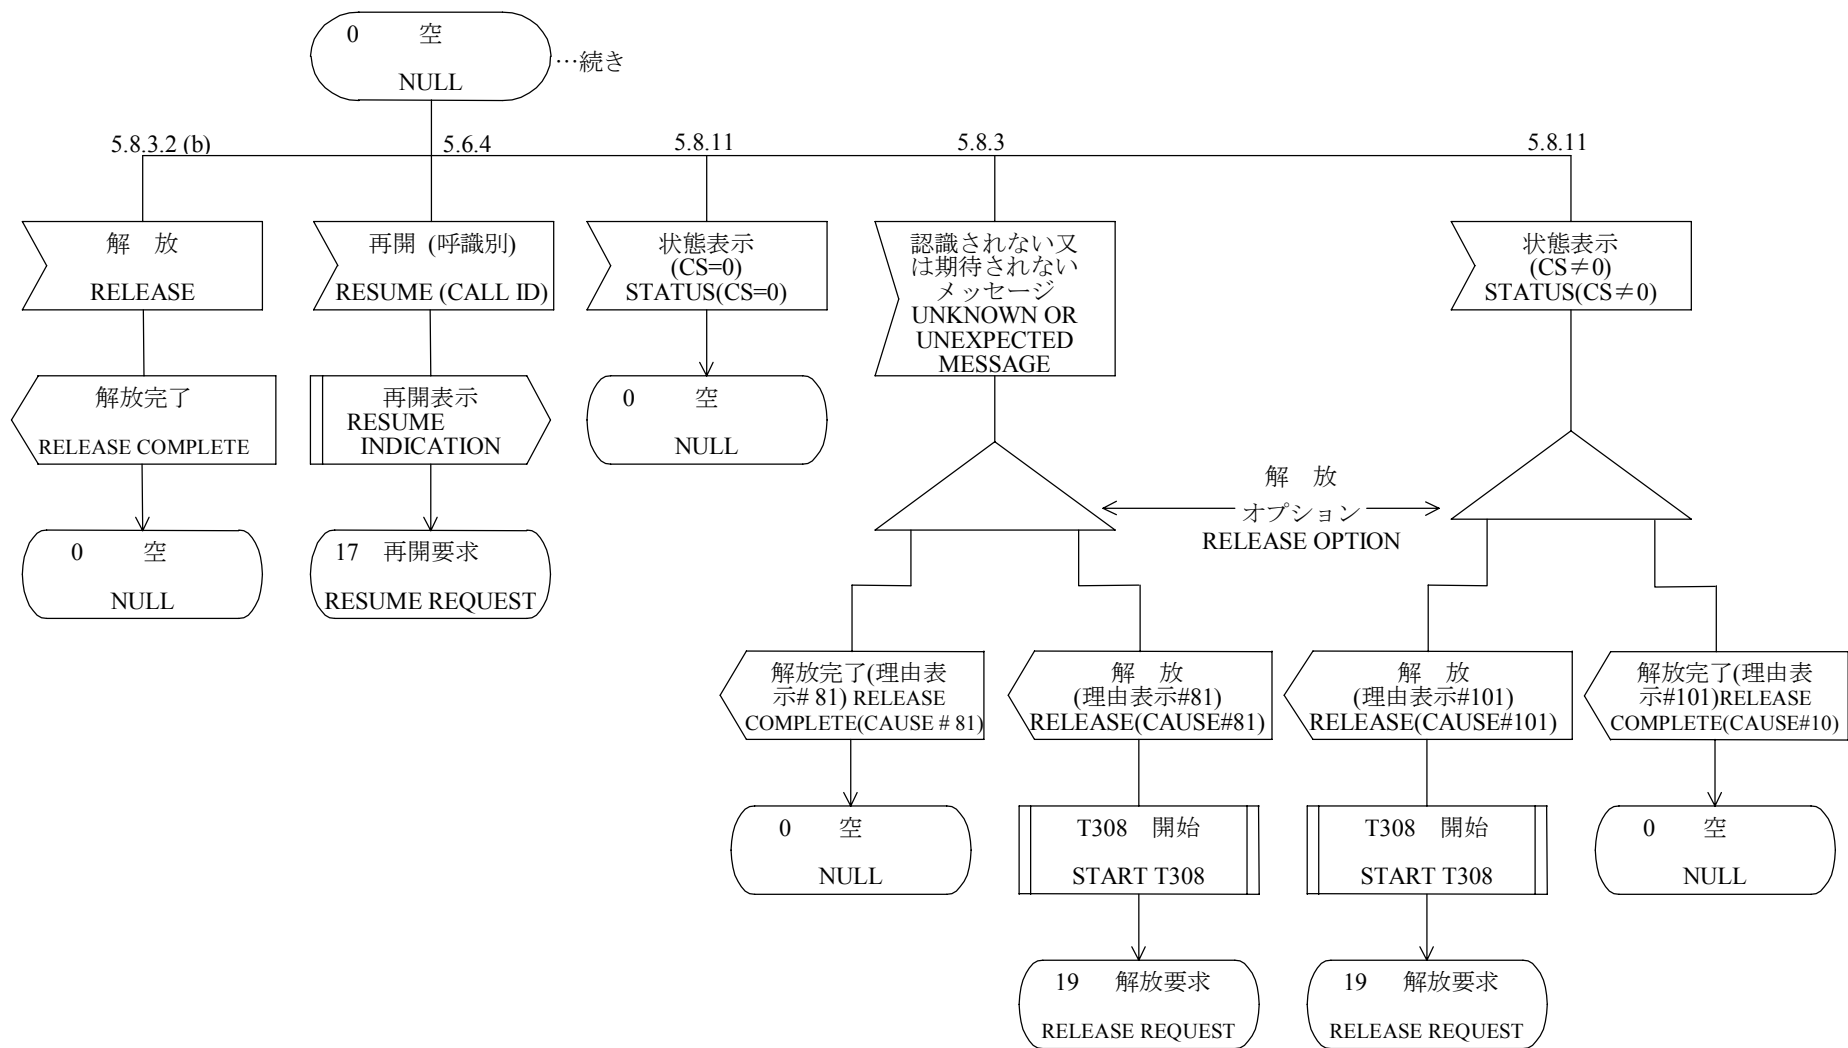 0 空
NULL
…続き
5.8.3.2 (b)
5.6.4
5.8.11
5.8.3
5.8.11
解 放
RELEASE
再開 (呼識別)
RESUME (CALL ID)
状態表示
(CS=0)
STATUS(CS=0)
認識されない又
は期待されない
メッセージ
UNKNOWN OR
UNEXPECTED
MESSAGE
状態表示
(CS≠0)
STATUS(CS≠0)
解放完了
RELEASE COMPLETE
再開表示
RESUME
INDICATION
0 空
NULL
解 放
オプション
RELEASE OPTION
0 空
NULL
17 再開要求
RESUME REQUEST
解放完了(理由表
示# 81) RELEASE
COMPLETE(CAUSE # 81)
解 放
(理由表示#81)
RELEASE(CAUSE#81)
解 放
(理由表示#101)
RELEASE(CAUSE#101)
解放完了(理由表
示#101)RELEASE
COMPLETE(CAUSE#10)
0 空
NULL
T308 開始
START T308
T308 開始
START T308
0 空
NULL
19 解放要求
RELEASE REQUEST
19 解放要求
RELEASE REQUEST